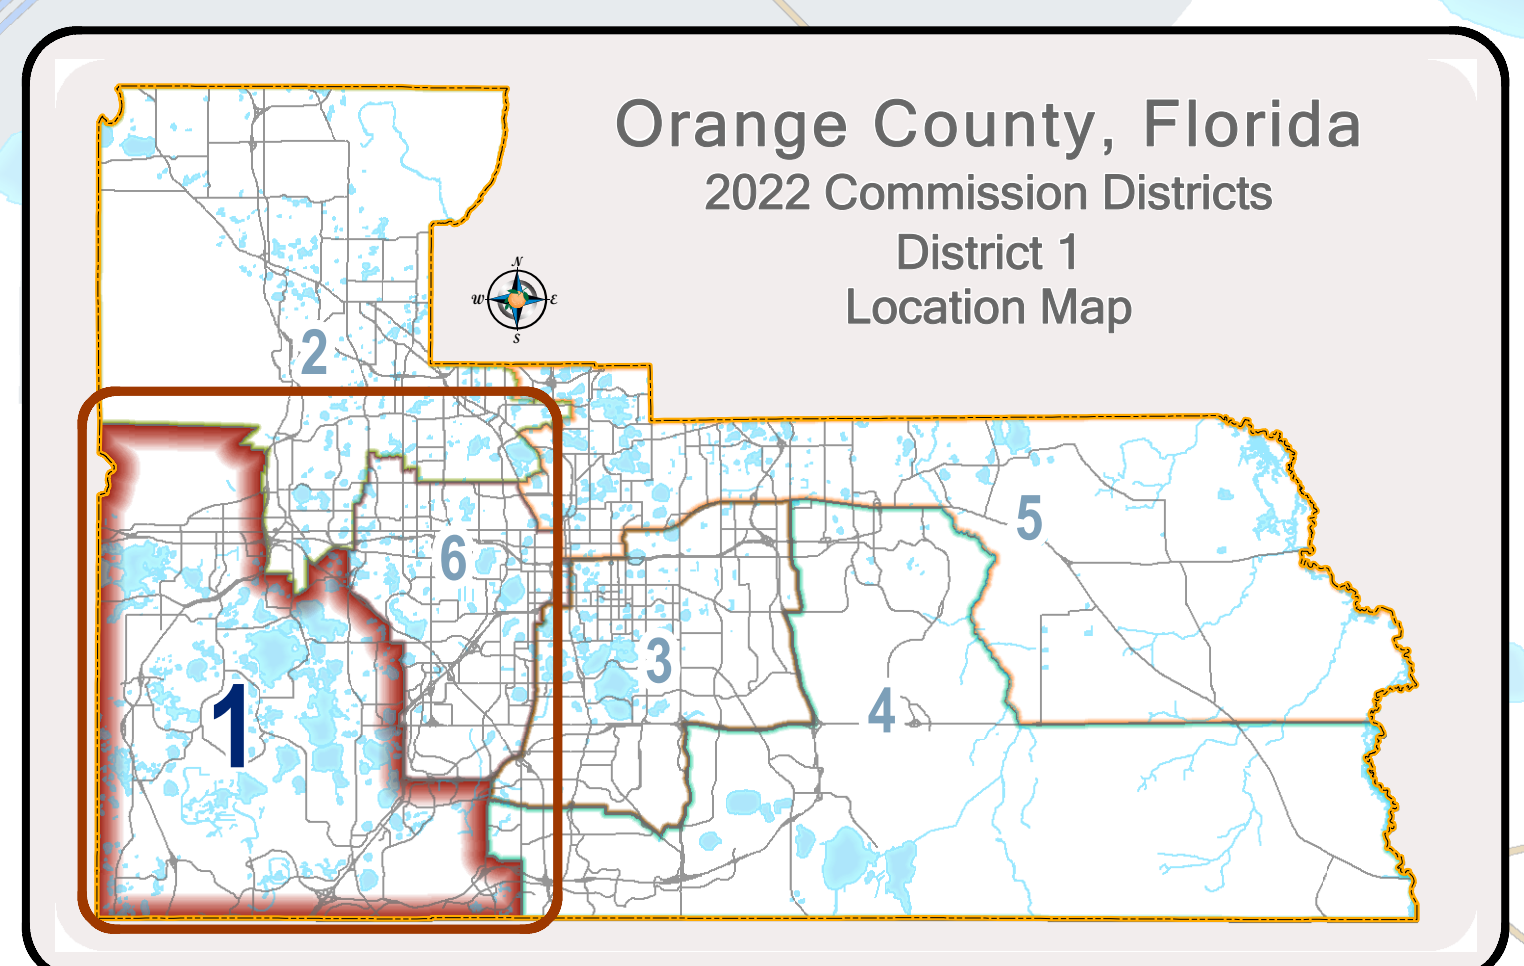 Orange County, Florida
2022 Commission Districts
District 1
Location Map
N
W E
S
2
5
6
3
1
4